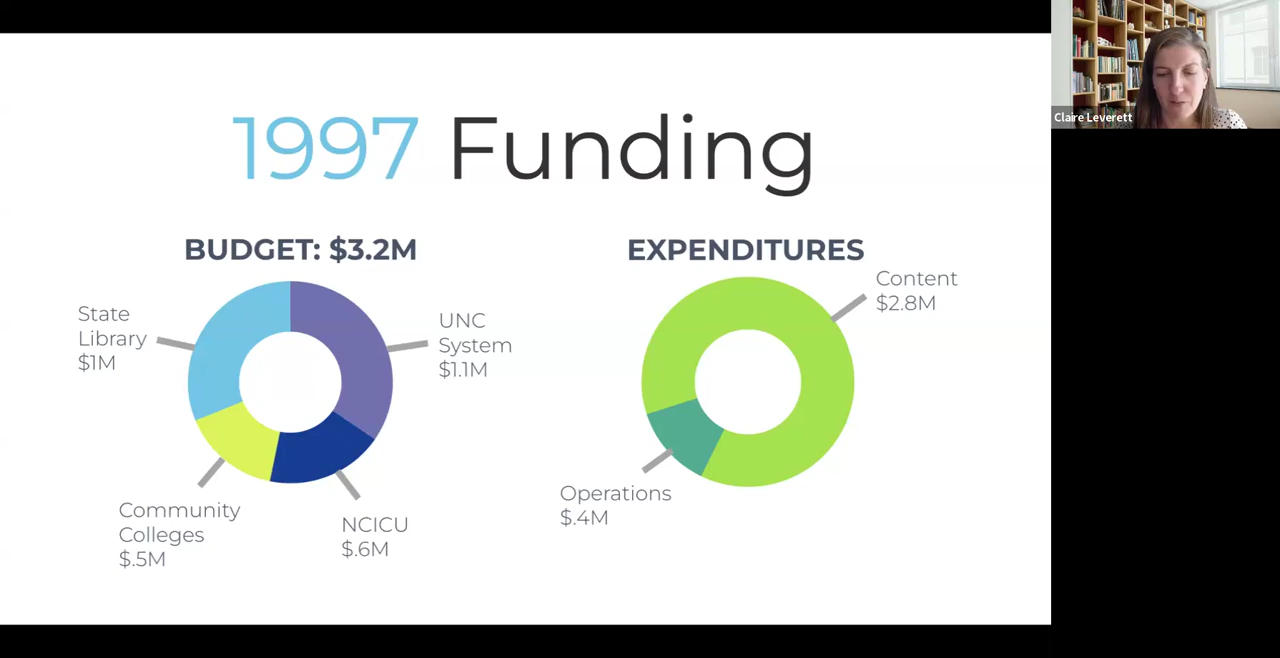 1997 Funding
BUDGET: $3.2M
State
Library
$1M
UNC
System
$1.1M
Community
Colleges
$.5M
NCICU
$.6M
EXPENDITURES
Content
$2.8M
Operations
$.4M
Claire Leverett